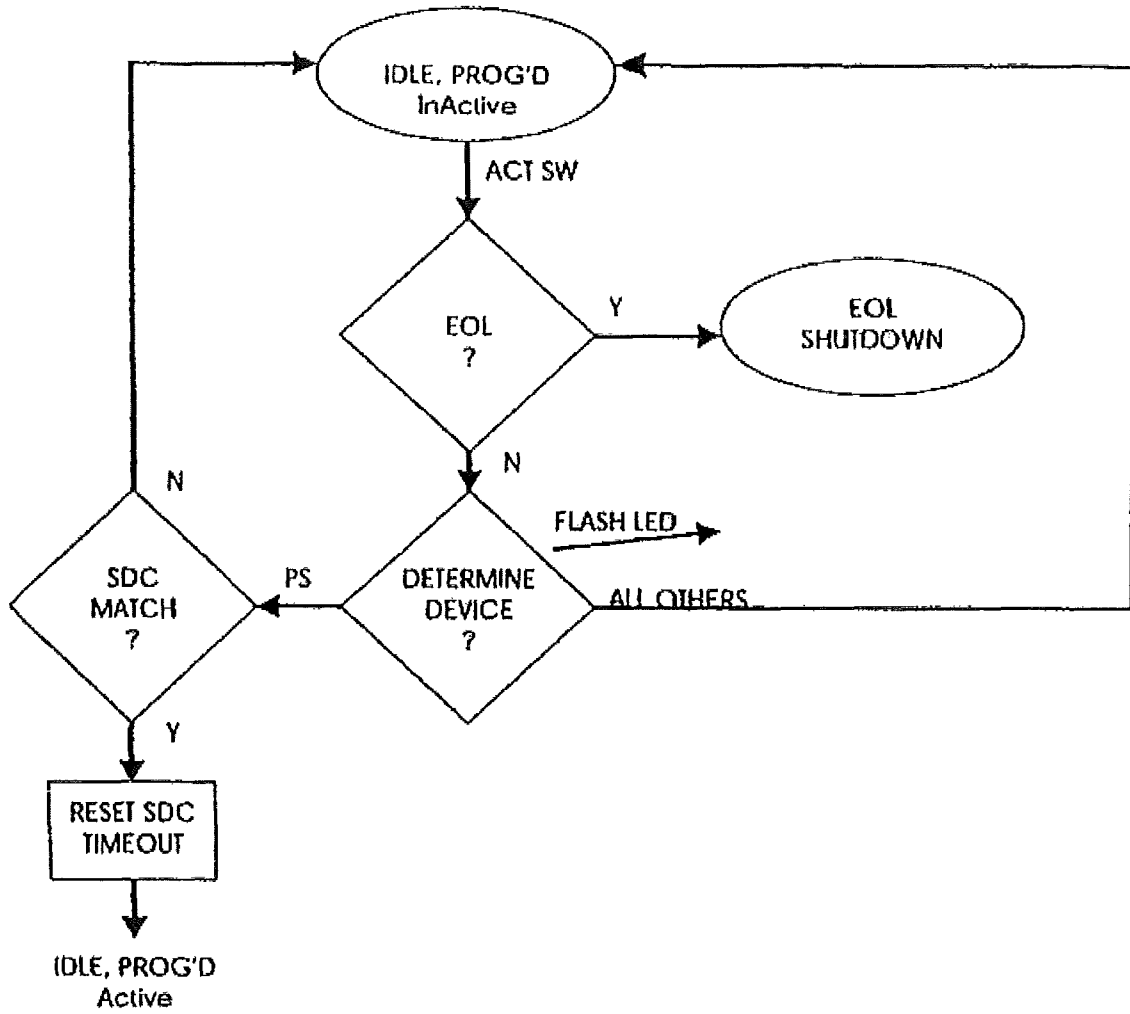 IDLE, PROG'D
InActive
ACT SW
EOL
?
Y
EOL
SHUTDOWN
N
N
FLASH LED
SDC
MATCH
?
PS
DETERMINE
DEVICE
?
ALL OTHERS
Y
RESET SDC
TIMEOUT
IDLE, PROG'D
Active